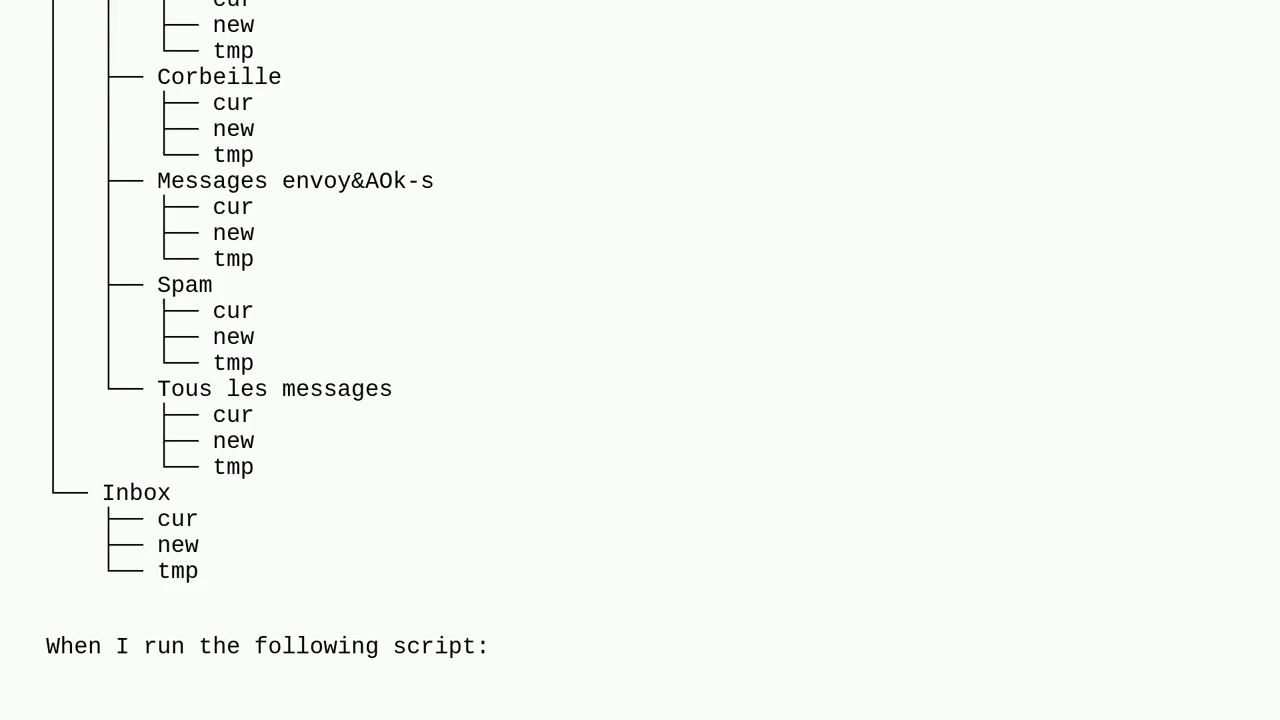 │   │   ├── cur
│   │   ├── new
│   │   └── tmp
│   ├── Corbeille
│   │   ├── cur
│   │   ├── new
│   │   └── tmp
│   ├── Messages envoy&AOk-s
│   │   ├── cur
│   │   ├── new
│   │   └── tmp
│   ├── Spam
│   │   ├── cur
│   │   ├── new
│   │   └── tmp
│   └── Tous les messages
│       ├── cur
│       ├── new
│       └── tmp
└── Inbox
    ├── cur
    ├── new
    └── tmp
When I run the following script: